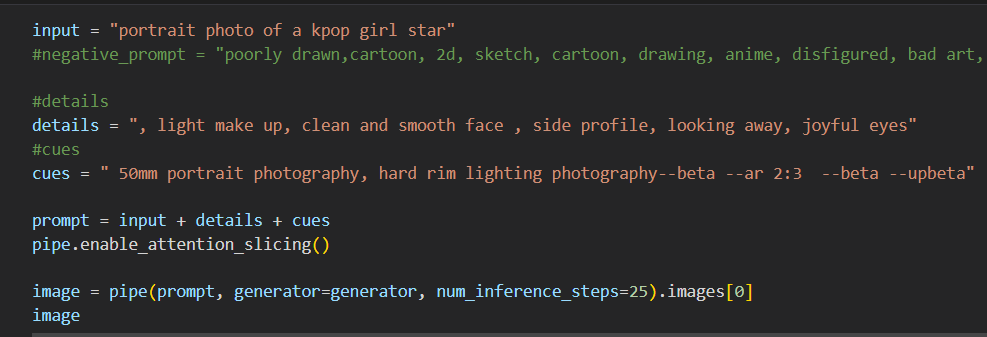 input = "portrait photo of a kpop girl star"
#negative_prompt = "poorly drawn,cartoon, 2d, sketch, cartoon, drawing, anime, disfigured, bad art,
#details
details = ", light make up, clean and smooth face , side profile, looking away, joyful eyes"
#cues
cues = " 50mm portrait photography, hard rim lighting photography--beta --ar 2:3  --beta --upbeta"
prompt = input + details + cues
pipe.enable_attention_slicing()
image = pipe(prompt, generator=generator, num_inference_steps=25).images[0]
image